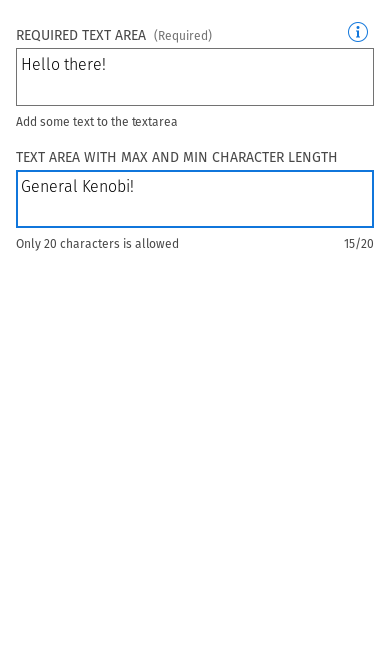 REQUIRED TEXT AREA (Required)
Hello there!
Add some text to the textarea
TEXT AREA WITH MAX AND MIN CHARACTER LENGTH
General Kenobi!
Only 20 characters is allowed 15/20